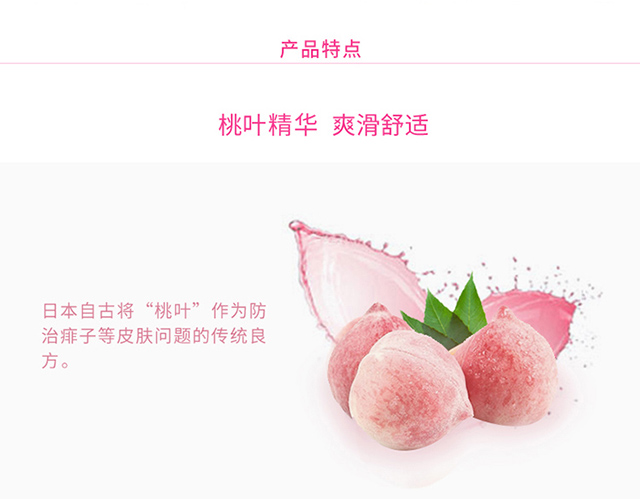 产品特点
桃叶精华 爽滑舒适
日本自古将“桃叶”作为防
治痱子等皮肤问题的传统良
方。